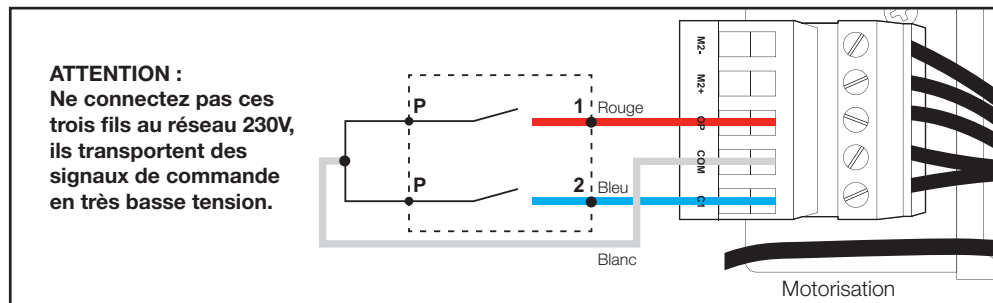 ATTENTION :
Ne connectez pas ces
trois fils au réseau 230V,
ils transportent des
signaux de commande
en très basse tension.
P
1 Rouge
P
2 Bleu
Blanc
M2-
M2+
OP
COM
C1
Motorisation